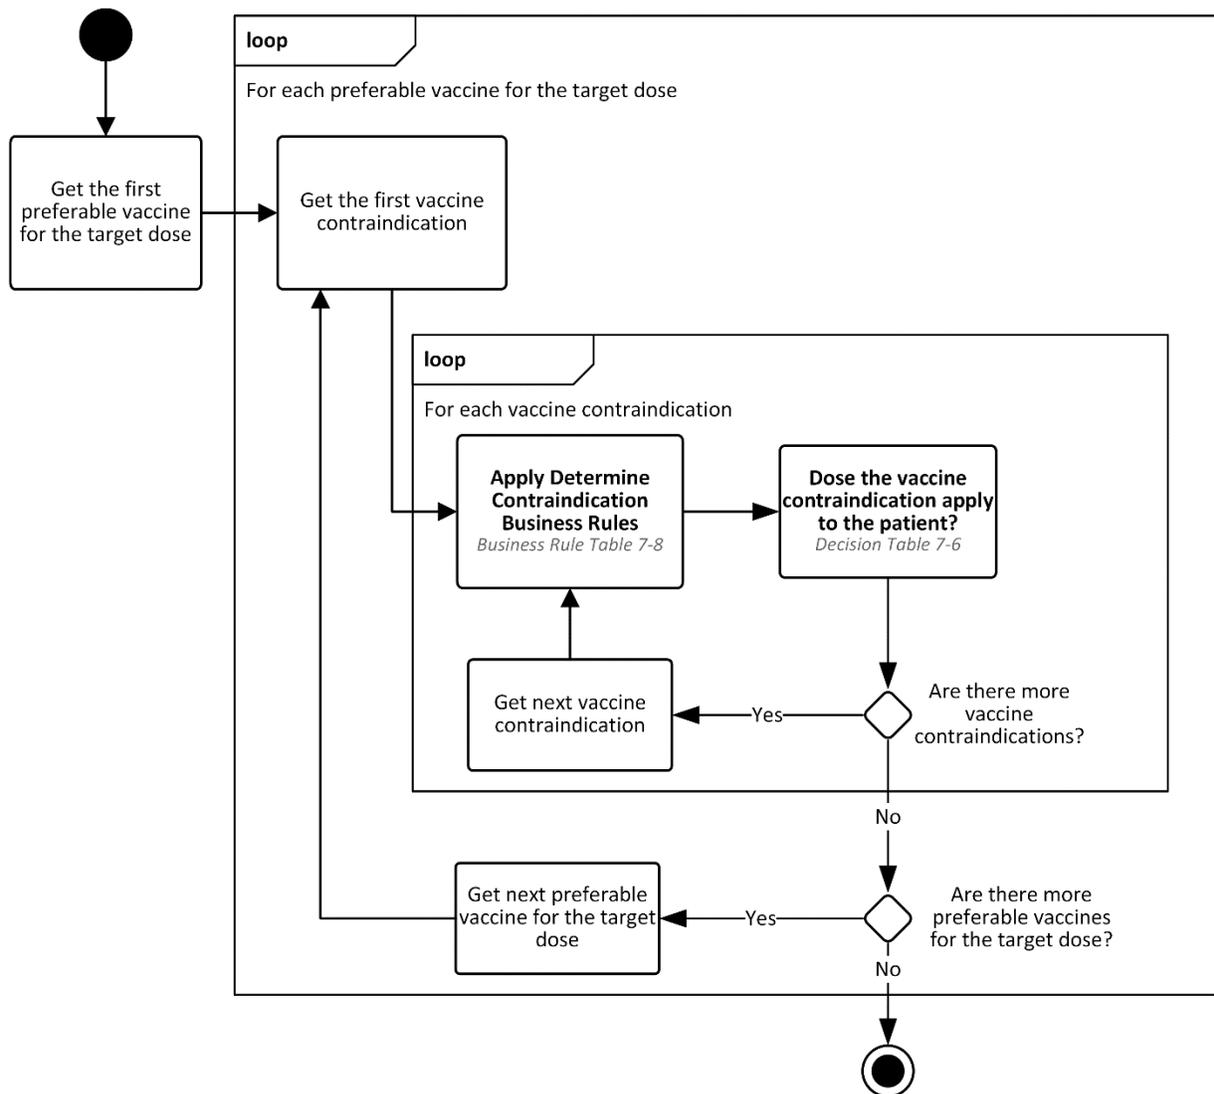 loop
For each preferable vaccine for the target dose
Get the first
preferable vaccine
for the target dose
Get the first vaccine
contraindication
loop
For each vaccine contraindication
Apply Determine
Contraindication
Business Rules
Business Rule Table 7-8
Dose the vaccine
contraindication apply
to the patient?
Decision Table 7-6
Get next vaccine
contraindication
Yes
Are there more
vaccine
contraindications?
No
Get next preferable
vaccine for the target
dose
Yes
Are there more
preferable vaccines
for the target dose?
No